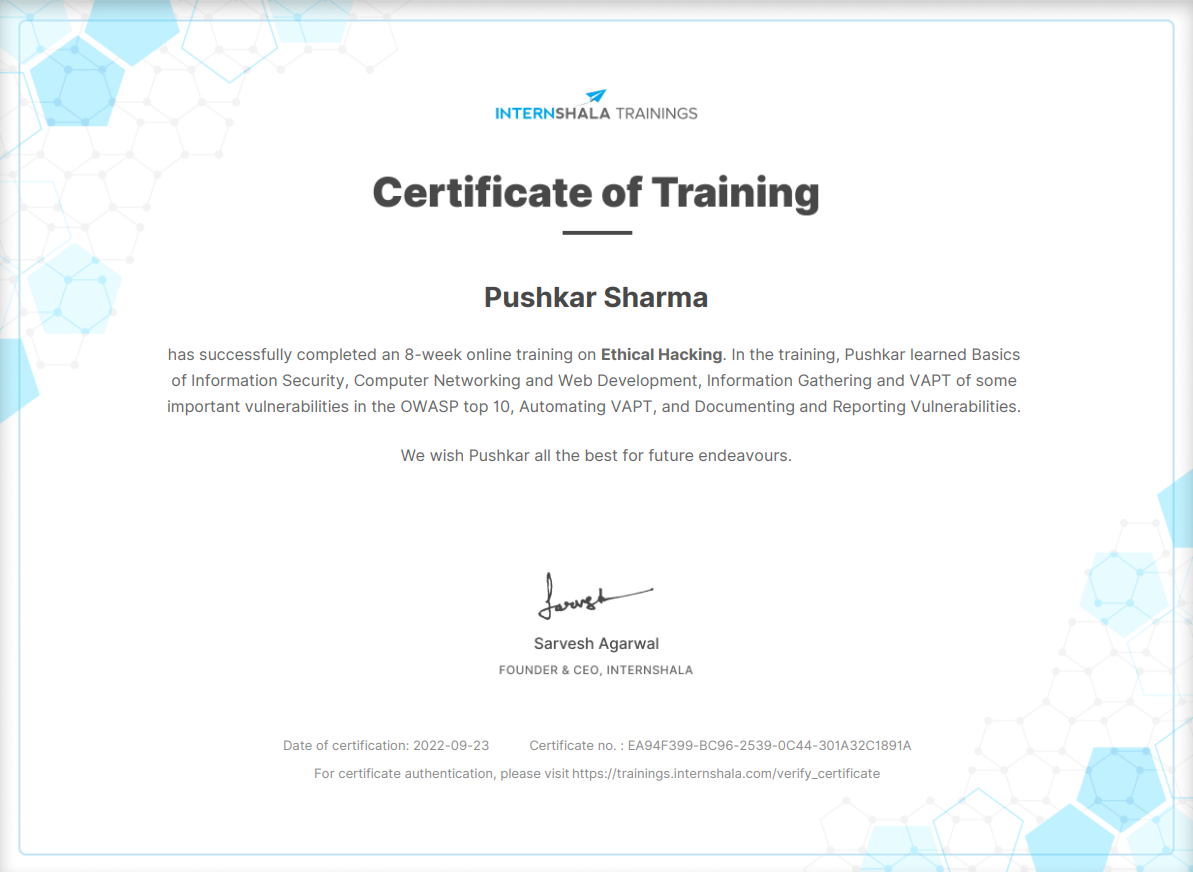 INTERNSHALA TRAININGS
Certificate of Training
Pushkar Sharma
has successfully completed an 8-week online training on Ethical Hacking. In the training, Pushkar learned Basics
of Information Security, Computer Networking and Web Development, Information Gathering and VAPT of some
important vulnerabilities in the OWASP top 10, Automating VAPT, and Documenting and Reporting Vulnerabilities.
We wish Pushkar all the best for future endeavours.
Sarvesh
Sarvesh Agarwal
FOUNDER & CEO, INTERNSHALA
Date of certification: 2022-09-23 Certificate no. : EA94F399-BC96-2539-0C44-301A32C1891A
For certificate authentication, please visit https://trainings.internshala.com/verify_certificate